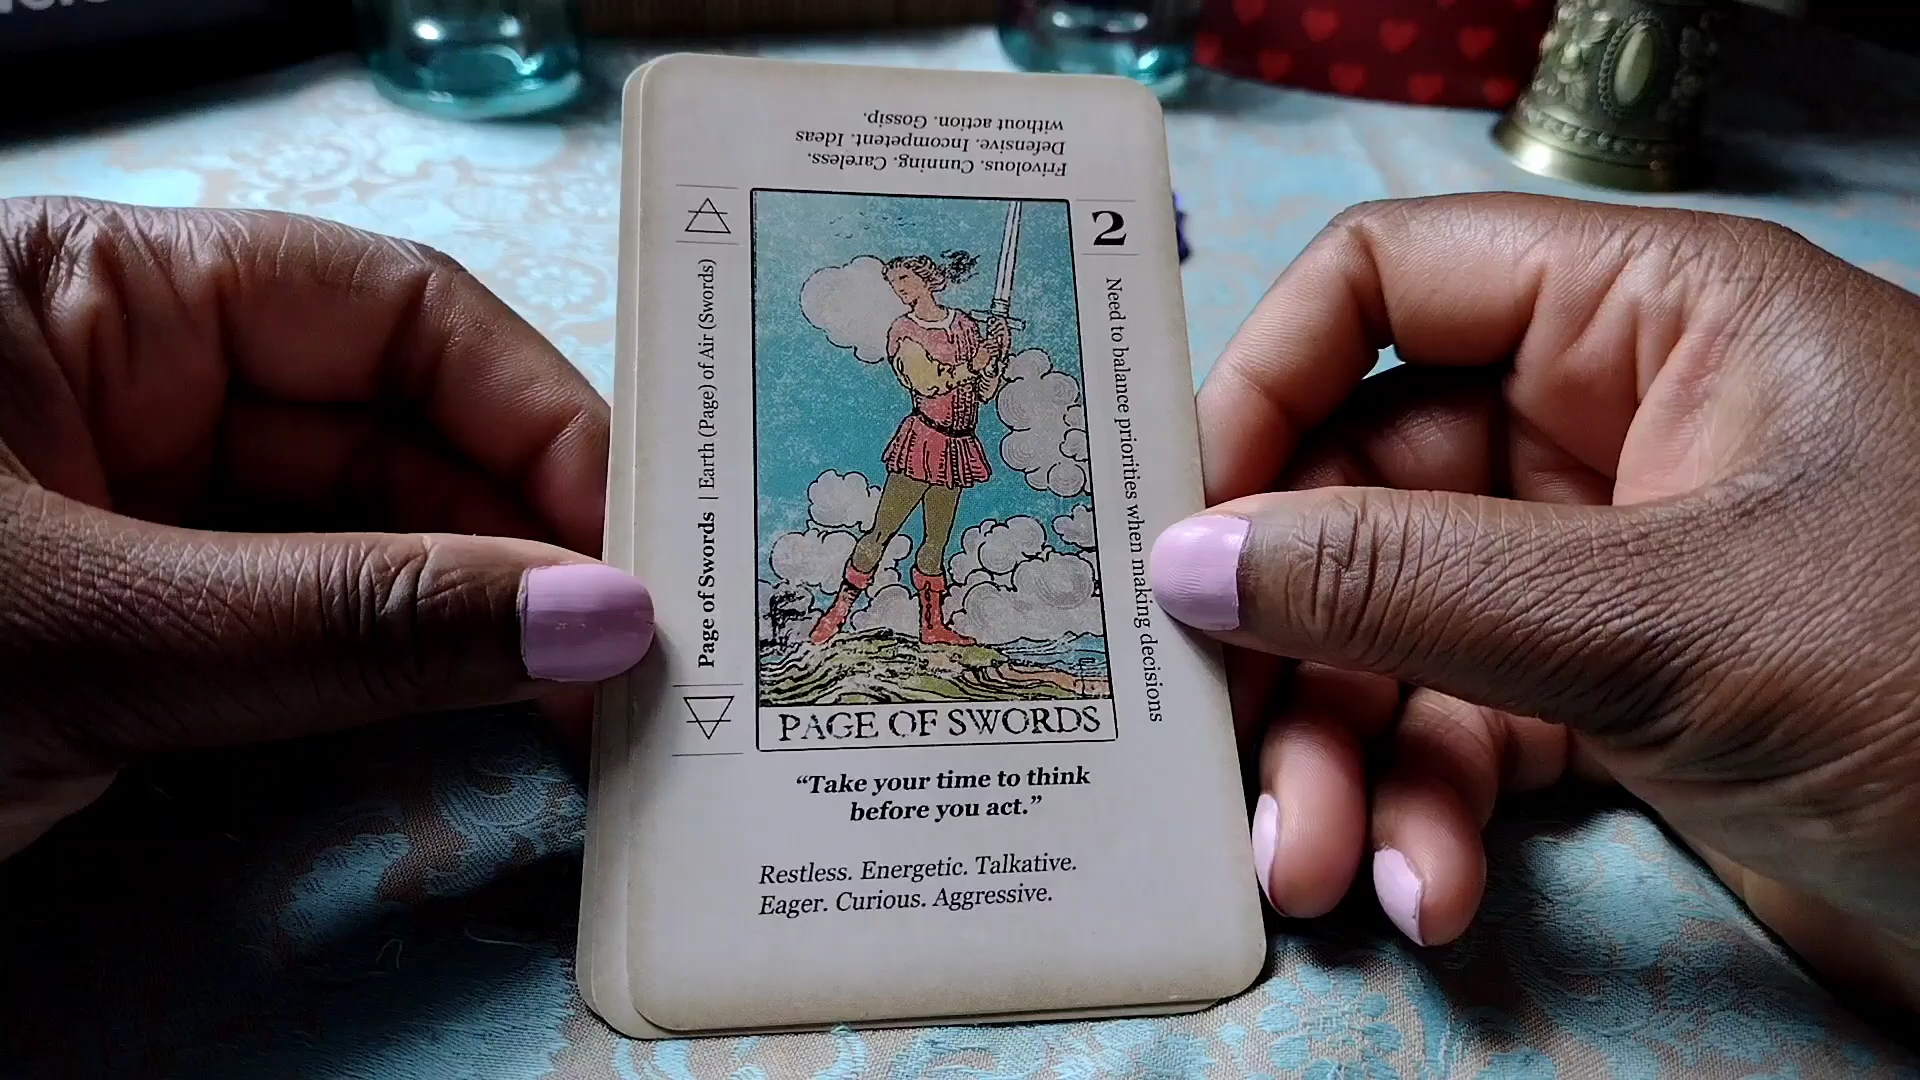 Frivolous. Cunning. Careless.
Defensive. Incompetent. Ideas
without action. Gossip.
2
Page of Swords | Earth (Page) of Air (Swords)
Need to balance priorities when making decisions
PAGE OF SWORDS
“Take your time to think
before you act.”
Restless. Energetic. Talkative.
Eager. Curious. Aggressive.